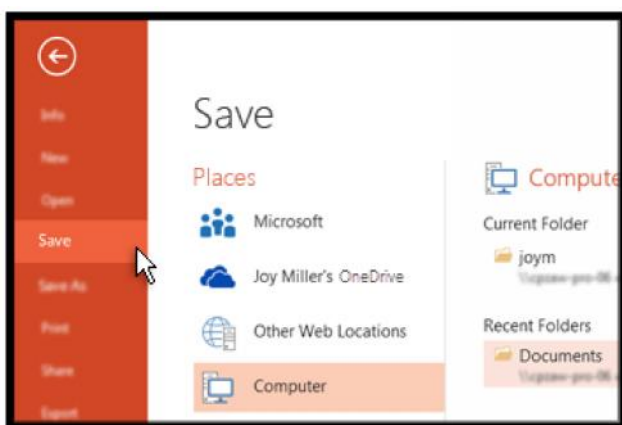 Info
New
Open
Save
Save As
Print
Share
Export
Save
Places
Microsoft
Joy Miller's OneDrive
Other Web Locations
Computer
Compute
Current Folder
joym
Recent Folders
Documents